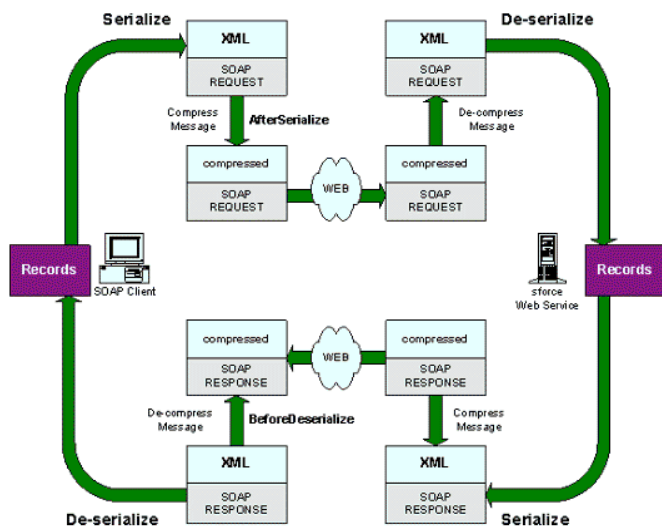 Serialize
De-serialize
XML
SOAP
REQUEST
XML
SOAP
REQUEST
Compress
Message
AfterSerialize
De-compress
Message
compressed
SOAP
REQUEST
WEB
compressed
SOAP
REQUEST
Records
SOAP Client
sforce
Web Service
Records
compressed
SOAP
RESPONSE
WEB
compressed
SOAP
RESPONSE
De-compress
Message
BeforeDeserialize
Compress
Message
XML
SOAP
RESPONSE
XML
SOAP
RESPONSE
De-serialize
Serialize